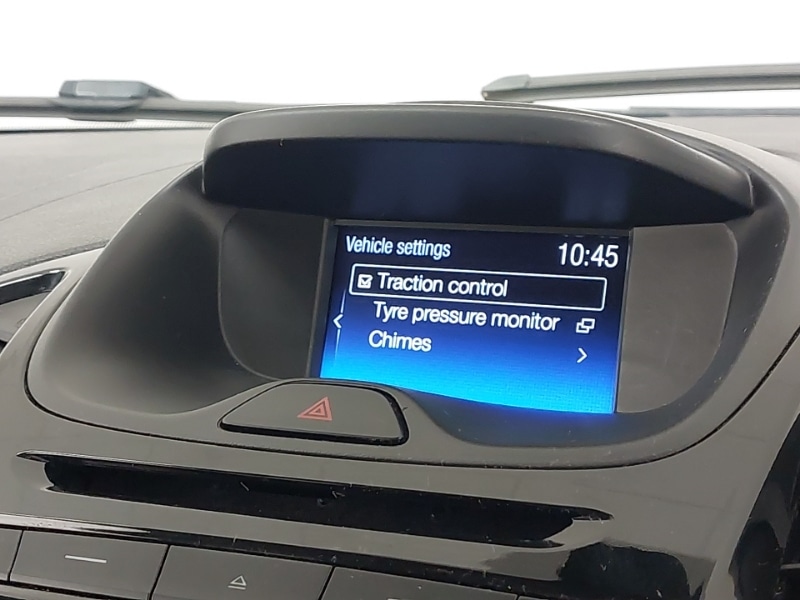 Vehicle settings 10:45
Traction control
Tyre pressure monitor
Chimes